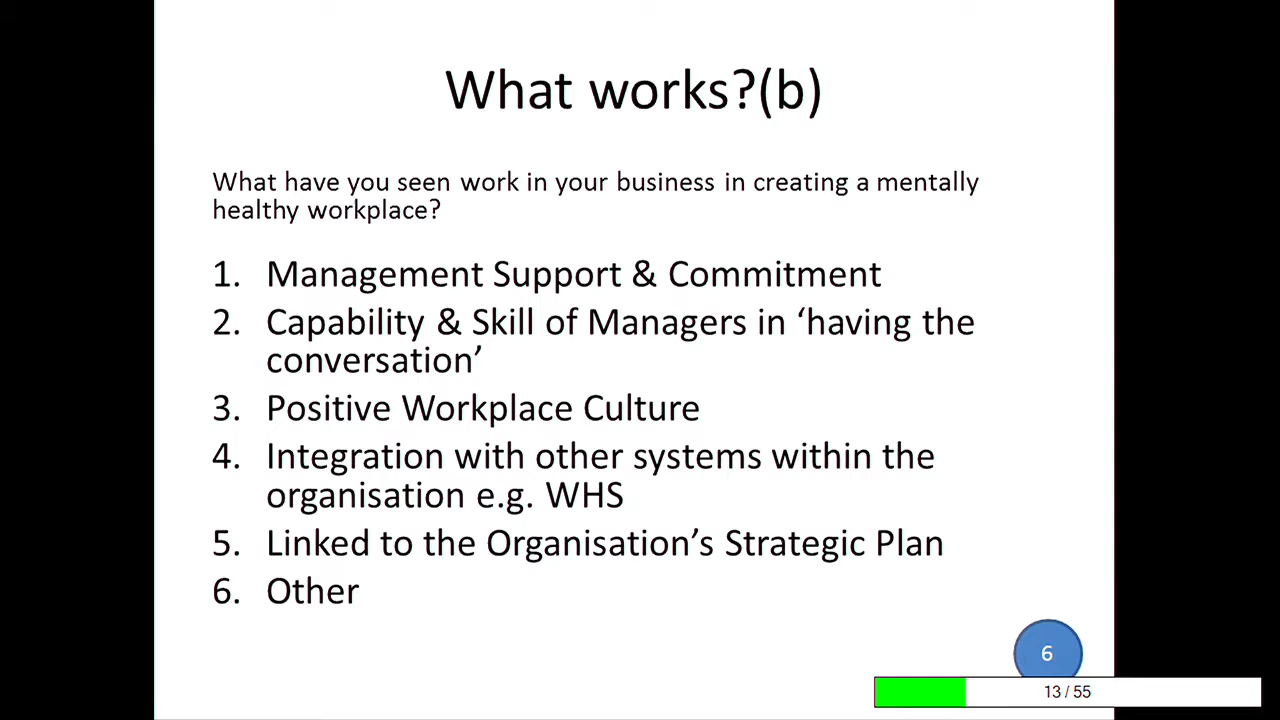 What works?(b)
What have you seen work in your business in creating a mentally
healthy workplace?
1. Management Support & Commitment
2. Capability & Skill of Managers in ‘having the
conversation’
3. Positive Workplace Culture
4. Integration with other systems within the
organisation e.g. WHS
5. Linked to the Organisation’s Strategic Plan
6. Other
6
13 / 55